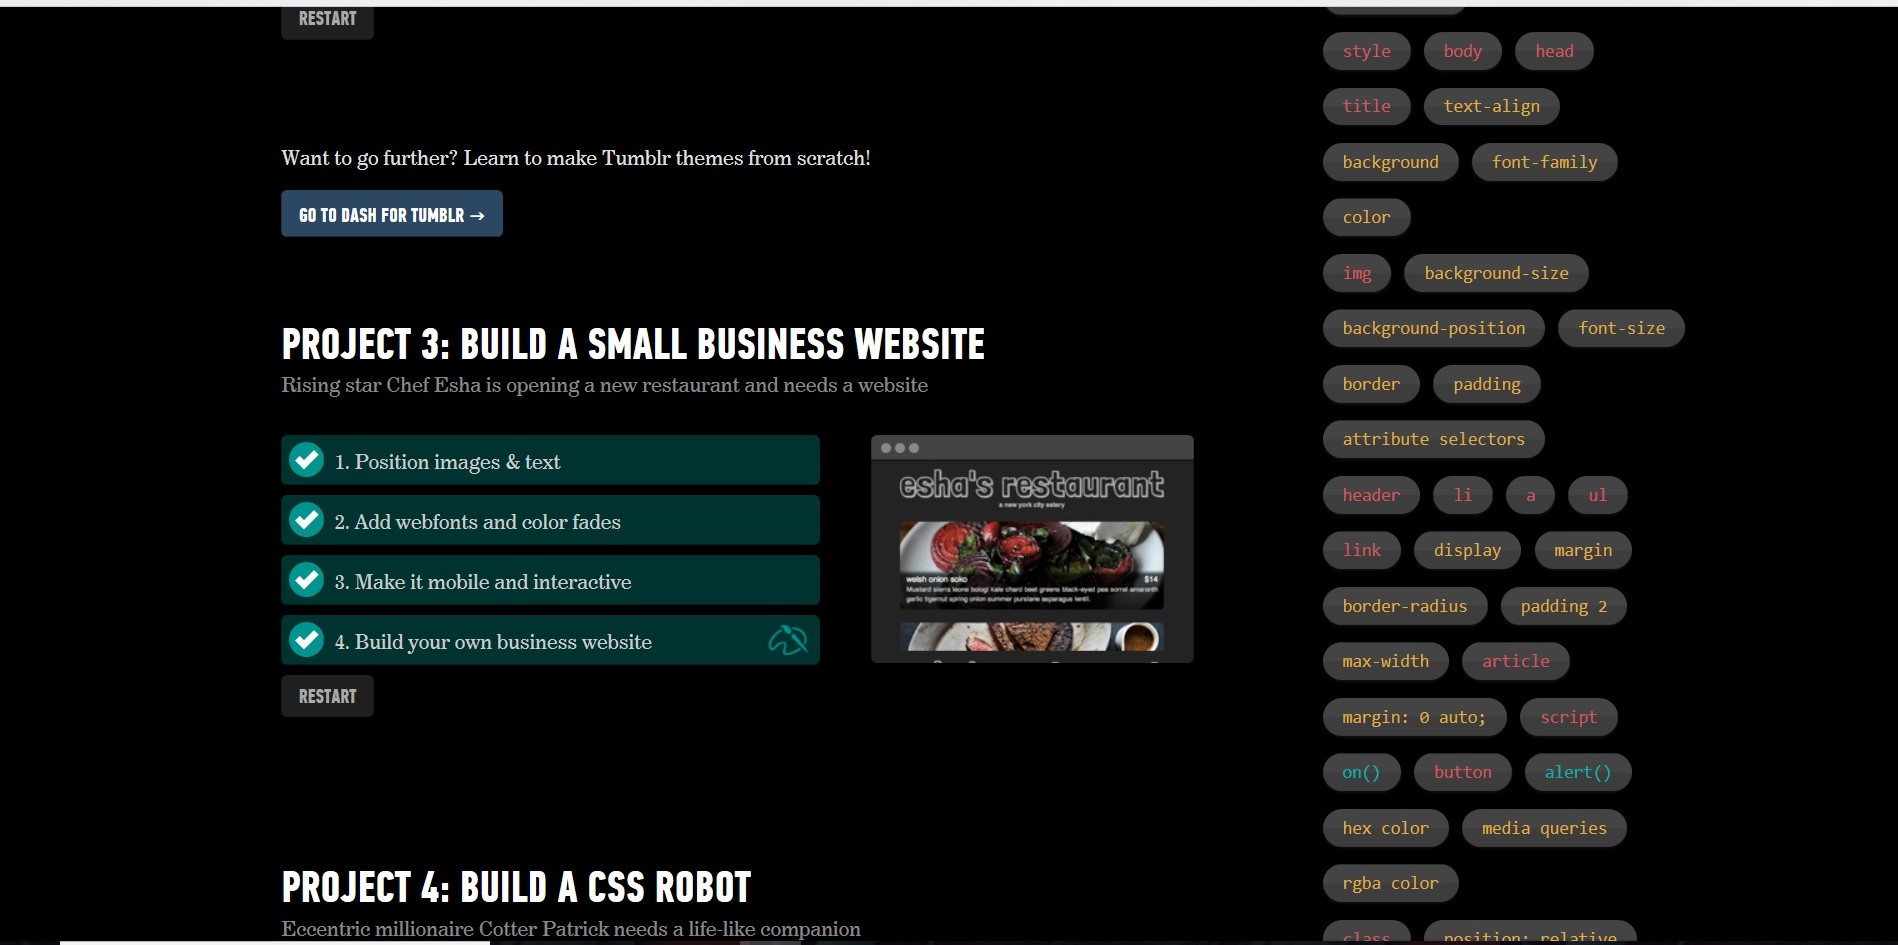 RESTART
Want to go further? Learn to make Tumblr themes from scratch!
GO TO DASH FOR TUMBLR →
PROJECT 3: BUILD A SMALL BUSINESS WEBSITE
Rising star Chef Esha is opening a new restaurant and needs a website
1. Position images & text
2. Add webfonts and color fades
3. Make it mobile and interactive
4. Build your own business website
RESTART
esha's restaurant
a new york city eatery
welsh onion soko $14
Mustard sierra leone bologi kale chard beet greens black-eyed pea sorrel amaranth
garlic tigernut spring onion summer purslane asparagus lentil.
PROJECT 4: BUILD A CSS ROBOT
Eccentric millionaire Cotter Patrick needs a life-like companion
style body head
title text-align
background font-family
color
img background-size
background-position font-size
border padding
attribute selectors
header li a ul
link display margin
border-radius padding 2
max-width article
margin: 0 auto; script
on() button alert()
hex color media queries
rgba color
class position: relative